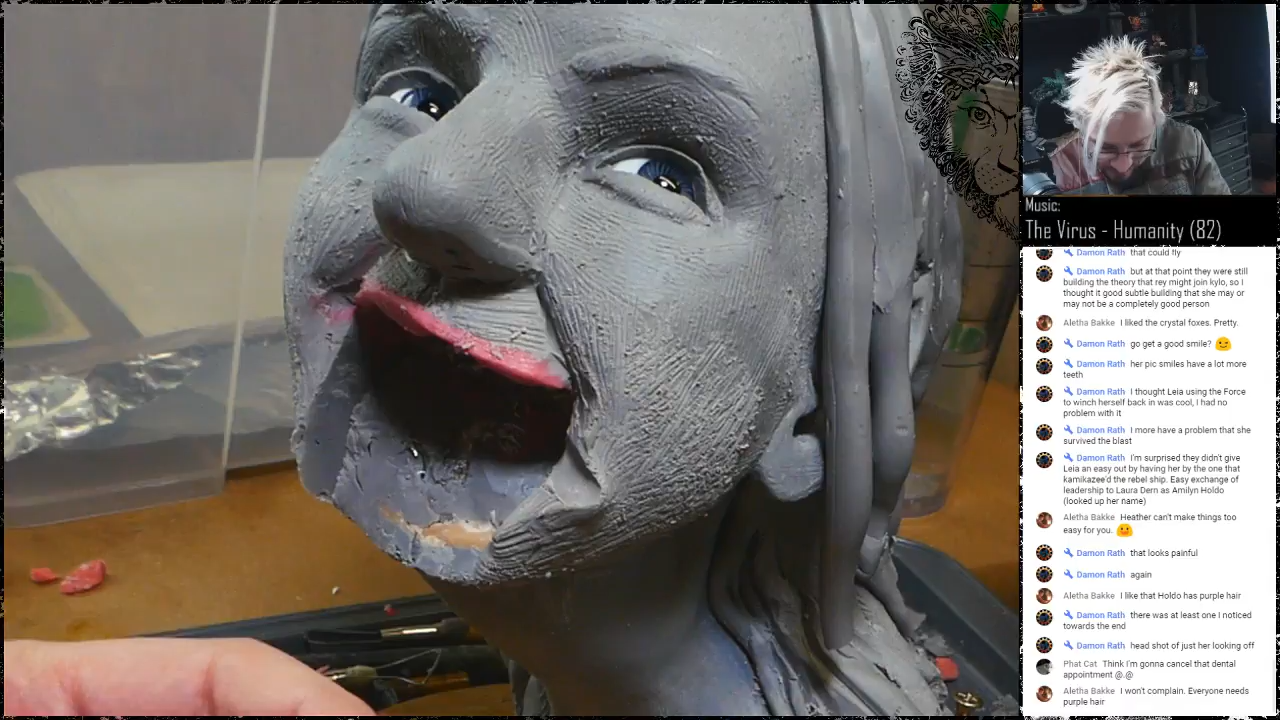 Music:
The Virus - Humanity (82)
Damon Rath that could fly
Damon Rath but at that point they were still
building the theory that rey might join kylo, so I
thought it good subtle building that she may or
may not be a completely good person
Aletha Bakke I liked the crystal foxes. Pretty.
Damon Rath go get a good smile?
Damon Rath her pic smiles have a lot more
teeth
Damon Rath I thought Leia using the Force
to winch herself back in was cool, I had no
problem with it
Damon Rath I more have a problem that she
survived the blast
Damon Rath I'm surprised they didn't give
Leia an easy out by having her by the one that
kamikazee'd the rebel ship. Easy exchange of
leadership to Laura Dern as Amilyn Holdo
(looked up her name)
Aletha Bakke Heather can't make things too
easy for you.
Damon Rath that looks painful
Damon Rath again
Aletha Bakke I like that Holdo has purple hair
Damon Rath there was at least one I noticed
towards the end
Damon Rath head shot of just her looking off
Phat Cat Think I'm gonna cancel that dental
appointment @.@
Aletha Bakke I won't complain. Everyone needs
purple hair